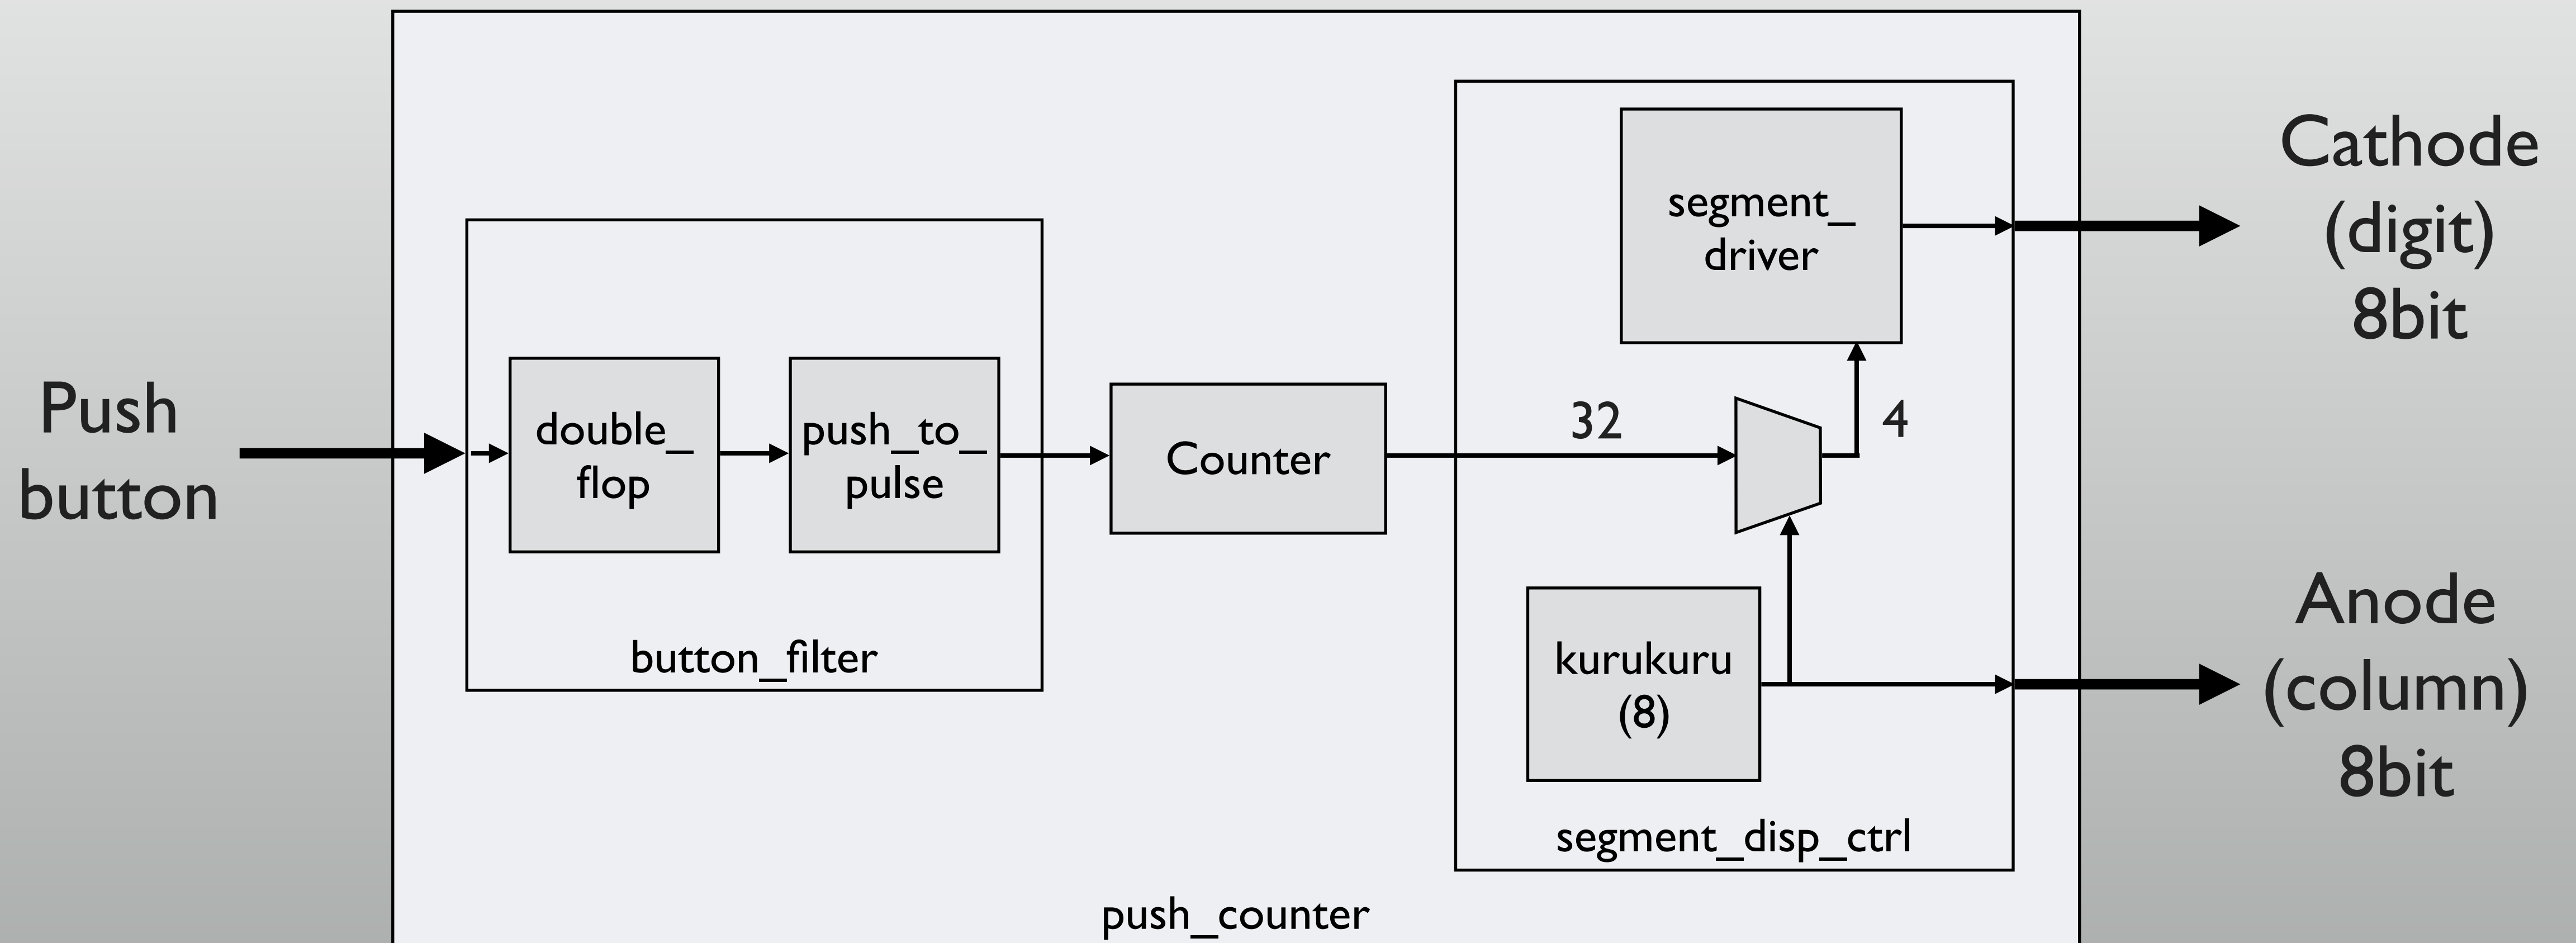 Push
button
double_
flop
push_to_
pulse
button_filter
Counter
32
4
segment_
driver
kurukuru
(8)
segment_disp_ctrl
push_counter
Cathode
(digit)
8bit
Anode
(column)
8bit